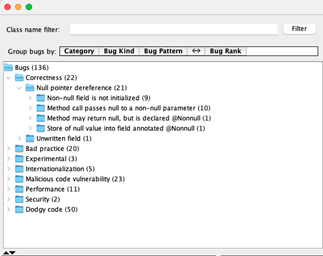 Class name filter:
Filter
Group bugs by: Category Bug Kind Bug Pattern ↔ Bug Rank
Bugs (136)
Correctness (22)
Null pointer dereference (21)
Non-null field is not initialized (9)
Method call passes null to a non-null parameter (10)
Method may return null, but is declared @Nonnull (1)
Store of null value into field annotated @Nonnull (1)
Unwritten field (1)
Bad practice (20)
Experimental (3)
Internationalization (5)
Malicious code vulnerability (23)
Performance (11)
Security (2)
Dodgy code (50)